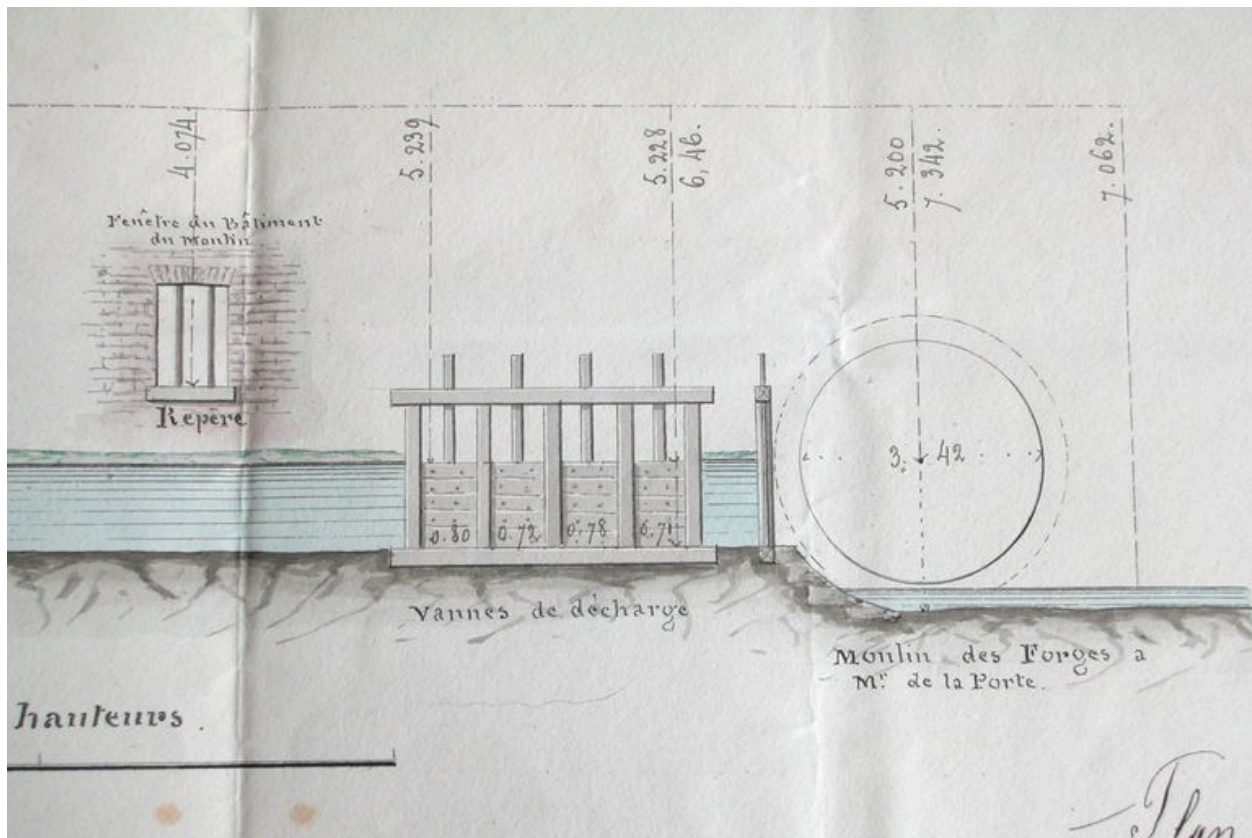 4.074
5.239
5.228
6,46.
5.200
7.342.
7.062.
Fenêtre du Bâtiment
du Moulin
Repère
3. 42
0.80 0.72 0.78 0.71
Vannes de décharge
Moulin des Forges a
Mr. de la Porte.
hauteurs.
Plan